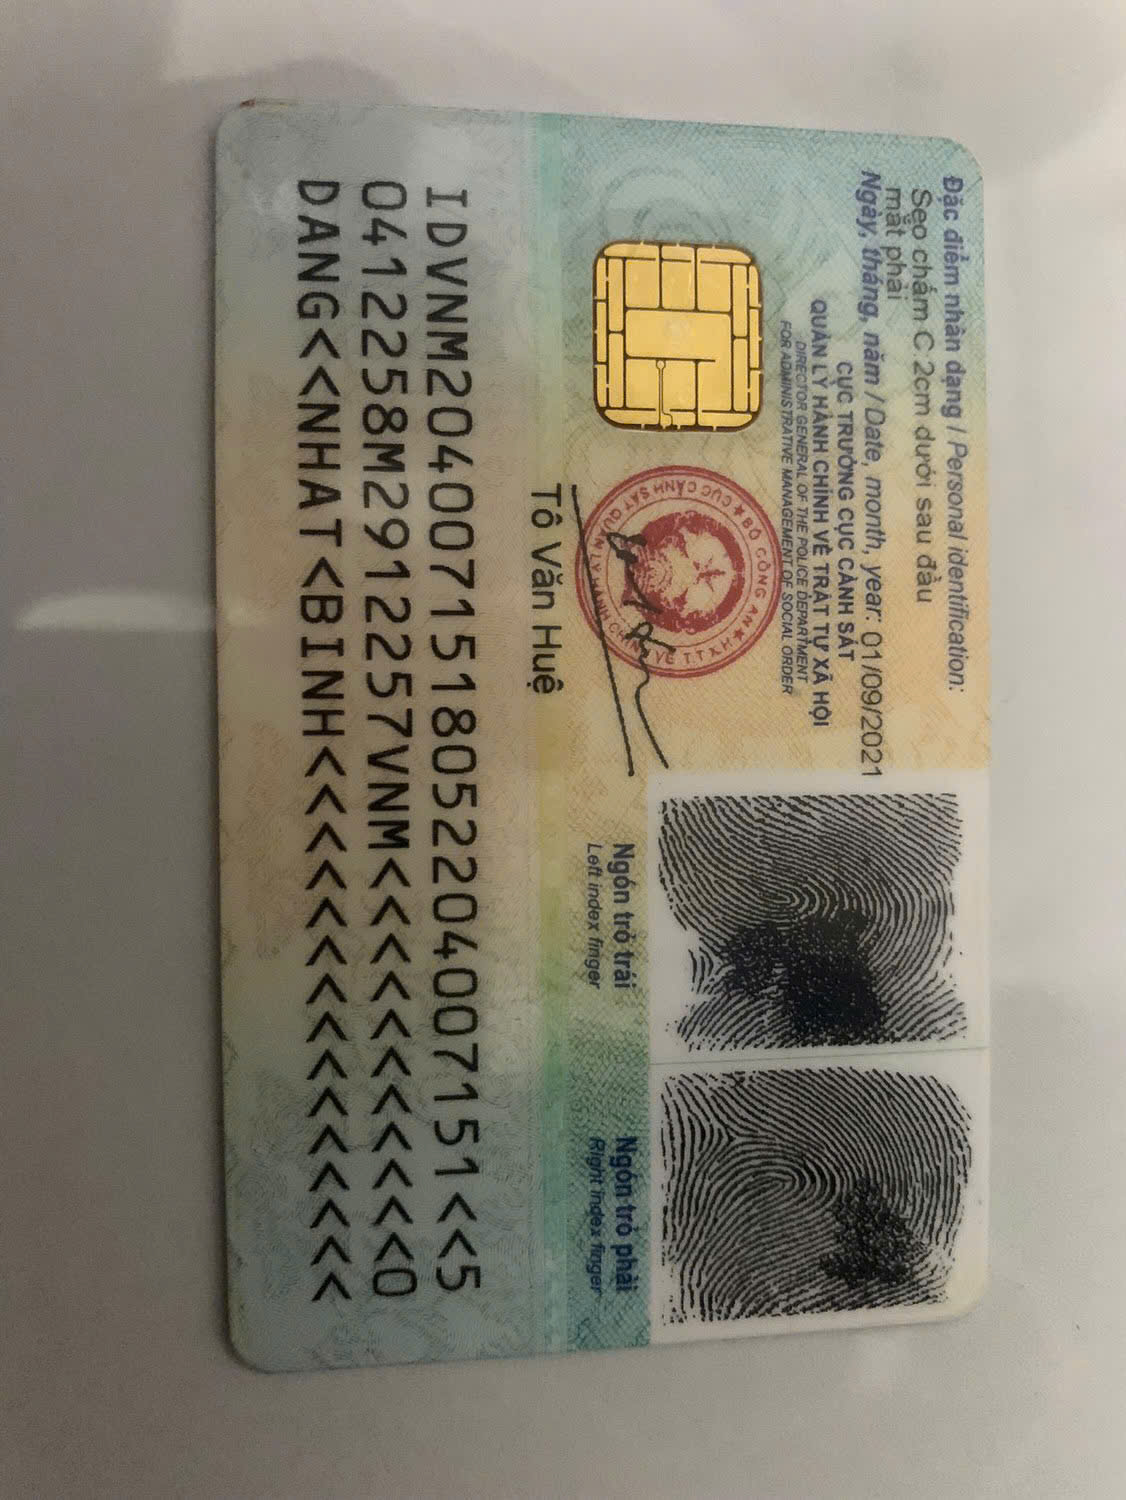 Đặc điểm nhân dạng / Personal identification:
Sẹo chấm C 2cm dưới sau đầu
mắt phải
Ngày, tháng, năm / Date, month, year: 01/09/2021
CỤC TRƯỞNG CỤC CẢNH SÁT
QUẢN LÝ HÀNH CHÍNH VỀ TRẬT TỰ XÃ HỘI
DIRECTOR GENERAL OF THE POLICE DEPARTMENT
FOR ADMINISTRATIVE MANAGEMENT OF SOCIAL ORDER
BỘ CÔNG AN
CỤC CẢNH SÁT QUẢN LÝ HÀNH CHÍNH VỀ T.T.X.H
Tô Văn Huệ
Ngón trỏ trái
Left index finger
Ngón trỏ phải
Right index finger
IDVNM2040071518052204007151<<5
0412258M2912257VNM<<<<<<<<<<<0
DANG<<NHAT<BINH<<<<<<<<<<<<<<<